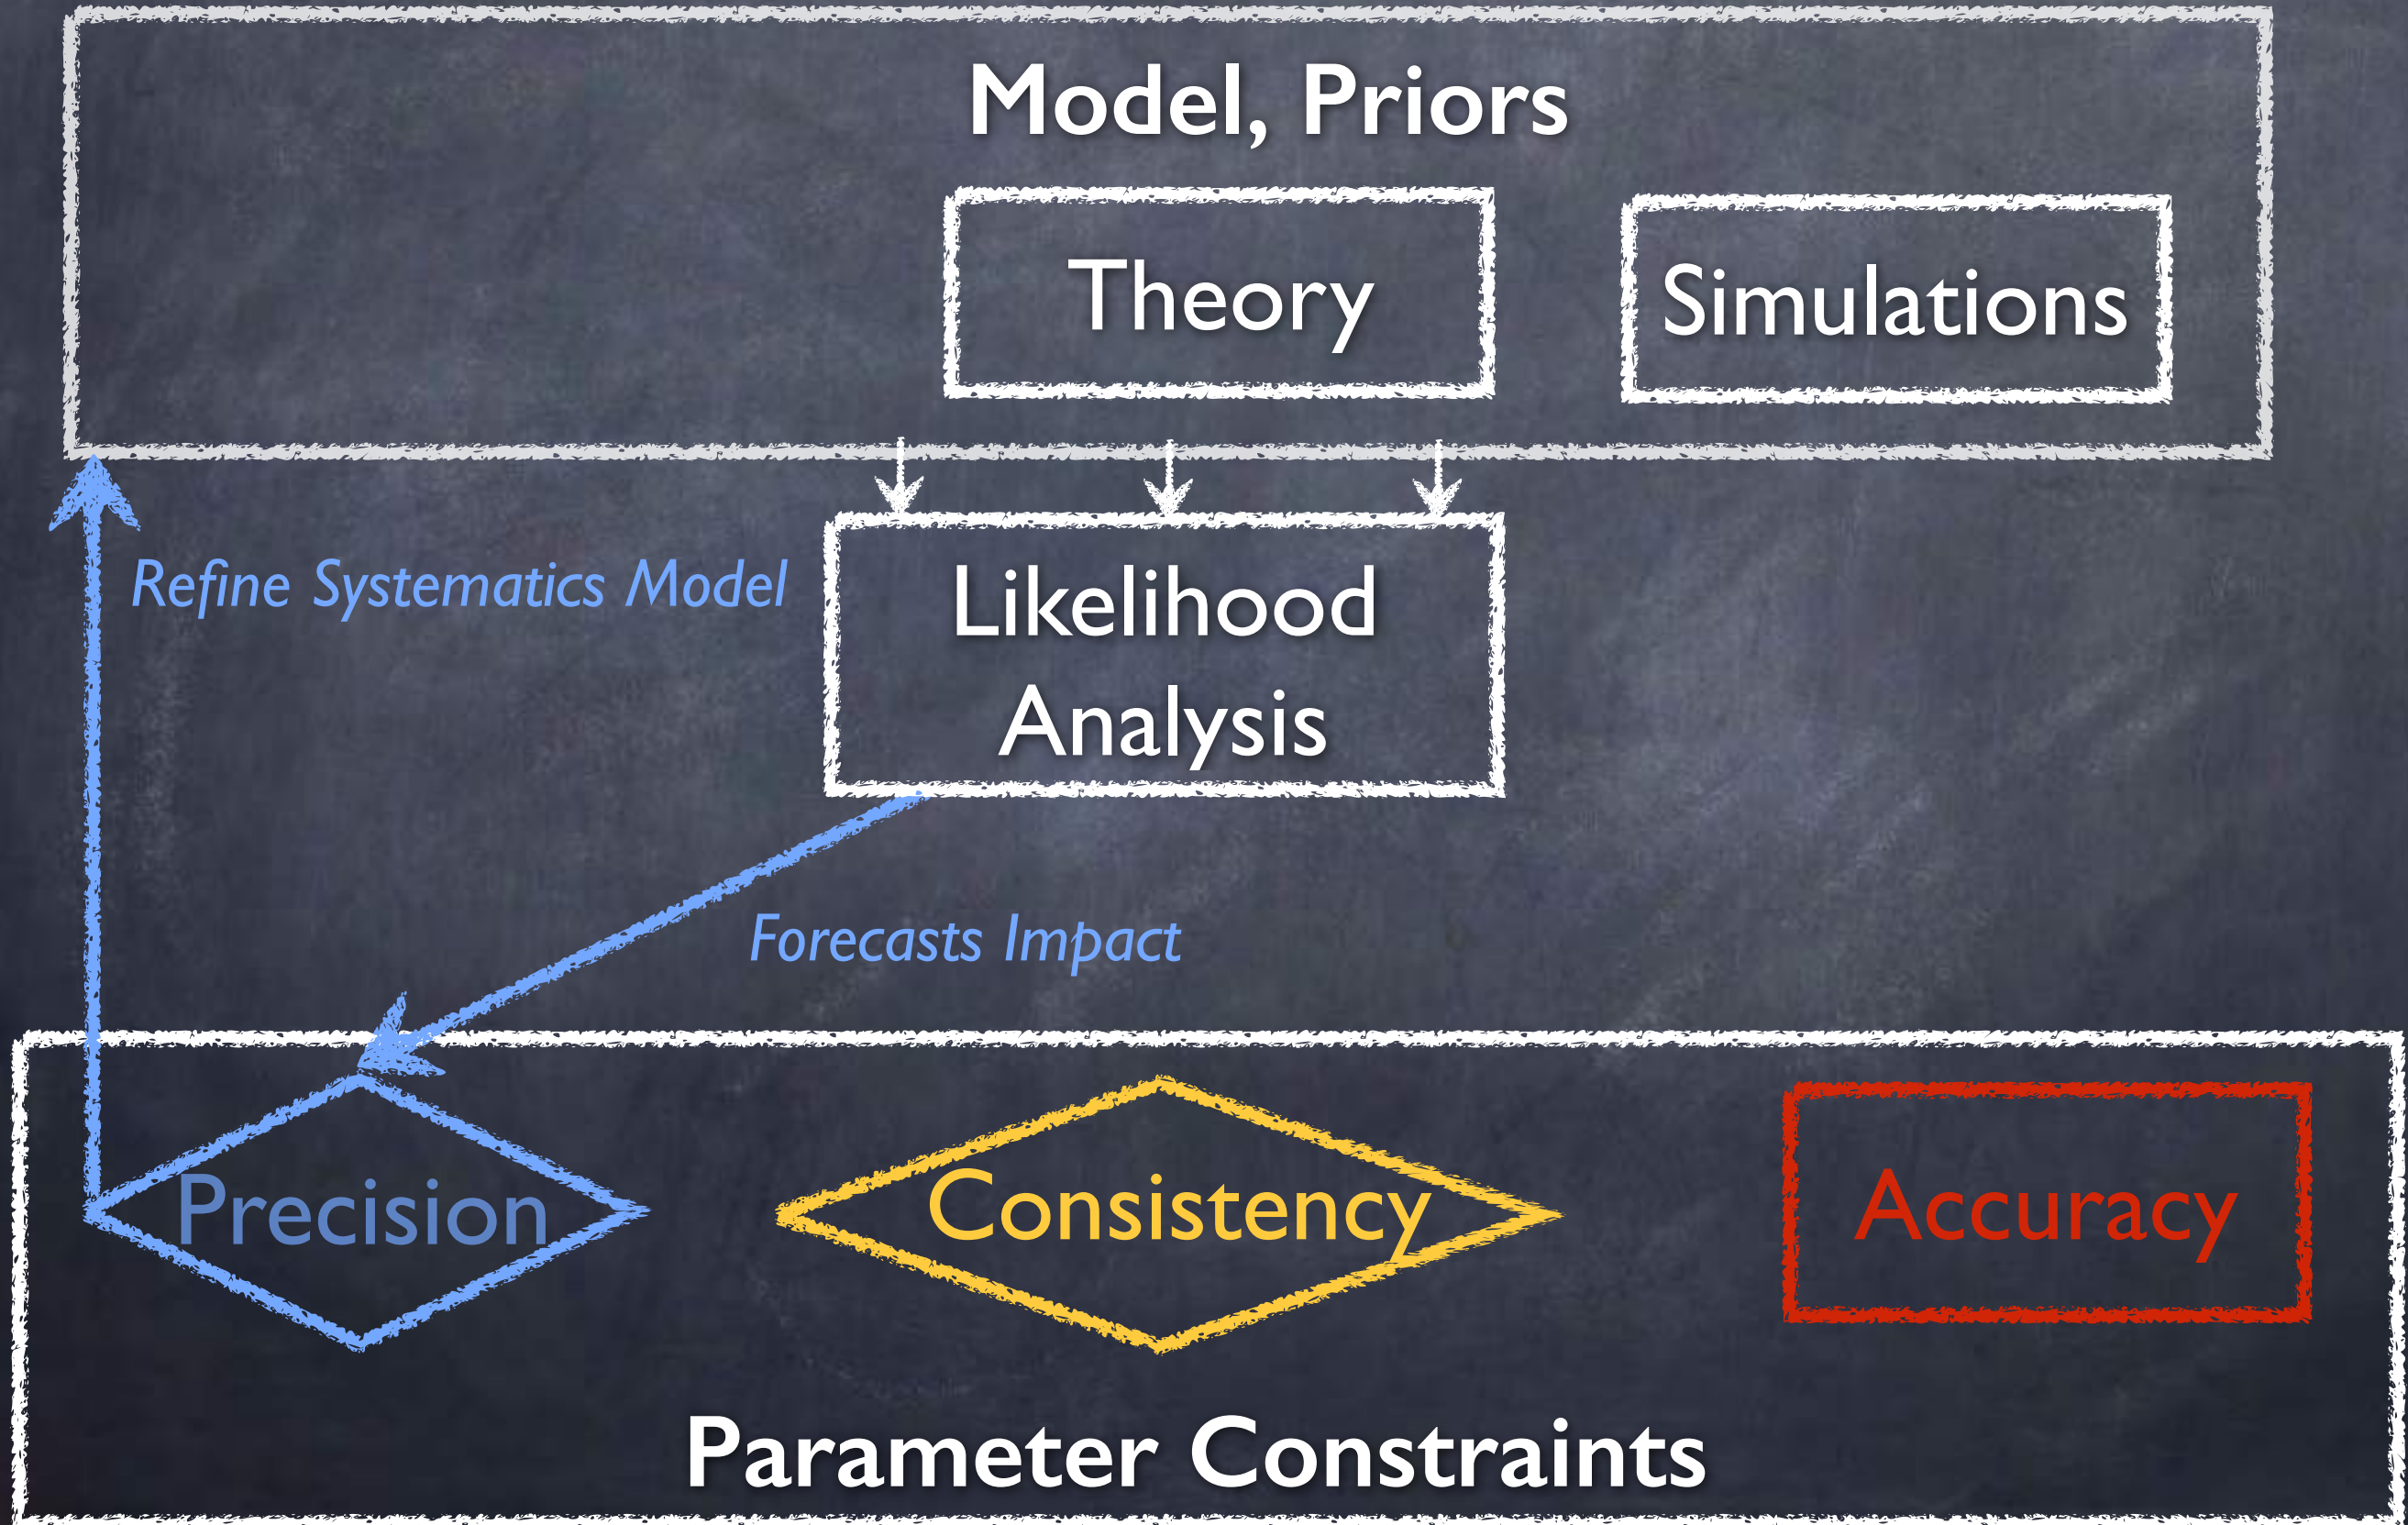 Model, Priors
Theory
Simulations
Refine Systematics Model
Likelihood
Analysis
Forecasts Impact
Precision
Consistency
Accuracy
Parameter Constraints